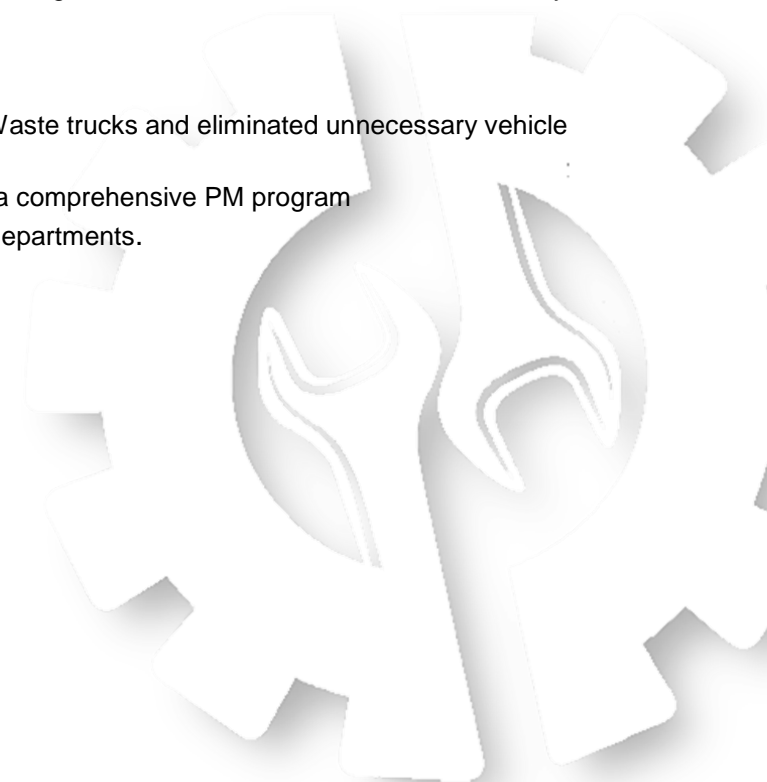 Waste trucks and eliminated unnecessary vehicle
a comprehensive PM program
epartments.